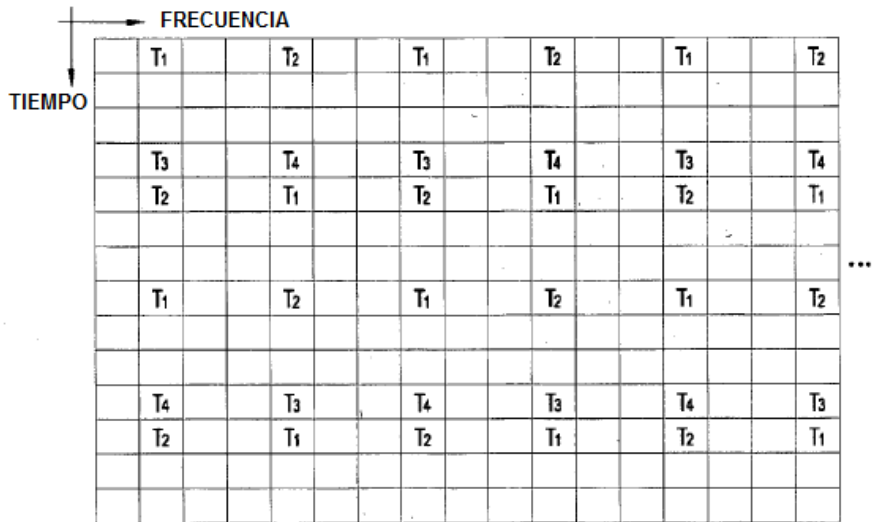 FRECUENCIA
TIEMPO
T1 T2 T1 T2 T1 T2
T3 T4 T3 T4 T3 T4
T2 T1 T2 T1 T2 T1
...
T1 T2 T1 T2 T1 T2
T4 T3 T4 T3 T4 T3
T2 T1 T2 T1 T2 T1